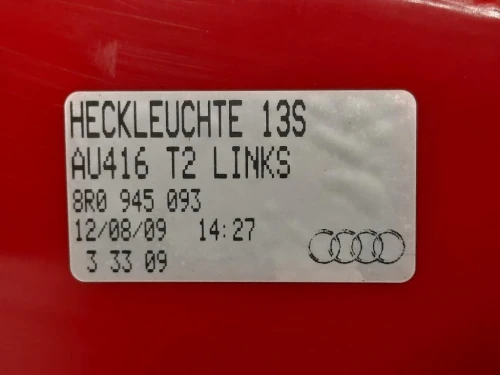 HECKLEUCHTE 13S
AU416 T2 LINKS
8R0 945 093
12/08/09 14:27
3 33 09